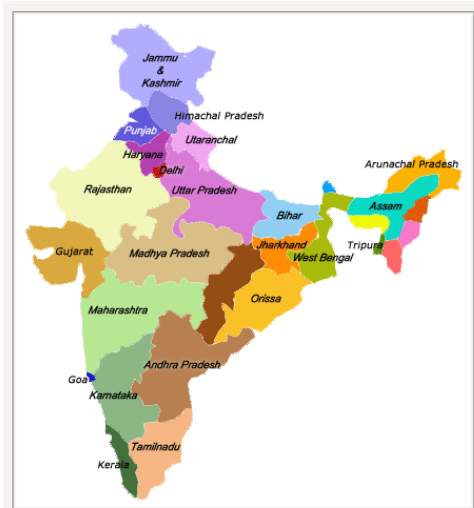 Jammu
&
Kashmir
Himachal Pradesh
Punjab
Utaranchal
Haryana
Delhi
Arunachal Pradesh
Rajasthan
Uttar Pradesh
Assam
Bihar
Gujarat
Madhya Pradesh
Jharkhand
Tripura
West Bengal
Maharashtra
Orissa
Andhra Pradesh
Goa
Karnataka
Tamilnadu
Kerala